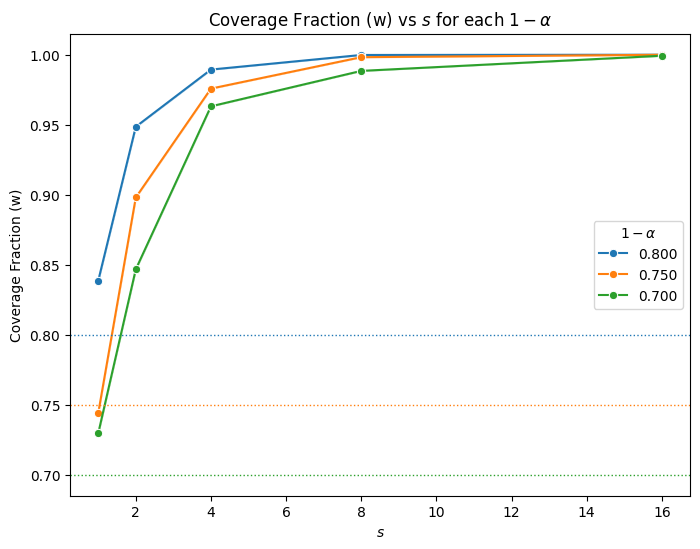 Coverage Fraction (w) vs s for each 1 − α
Coverage Fraction (w)
1.00
0.95
0.90
0.85
0.80
0.75
0.70
1 − α
0.800
0.750
0.700
2 4 6 8 10 12 14 16
s